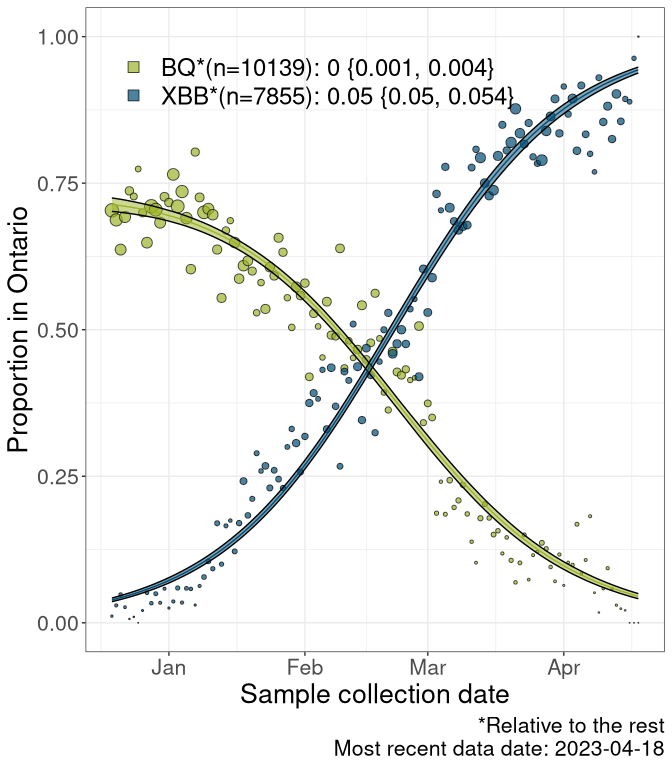 BQ*(n=10139): 0 {0.001, 0.004}
XBB*(n=7855): 0.05 {0.05, 0.054}
Proportion in Ontario
1.00
0.75
0.50
0.25
0.00
Jan Feb Mar Apr
Sample collection date
*Relative to the rest
Most recent data date: 2023-04-18